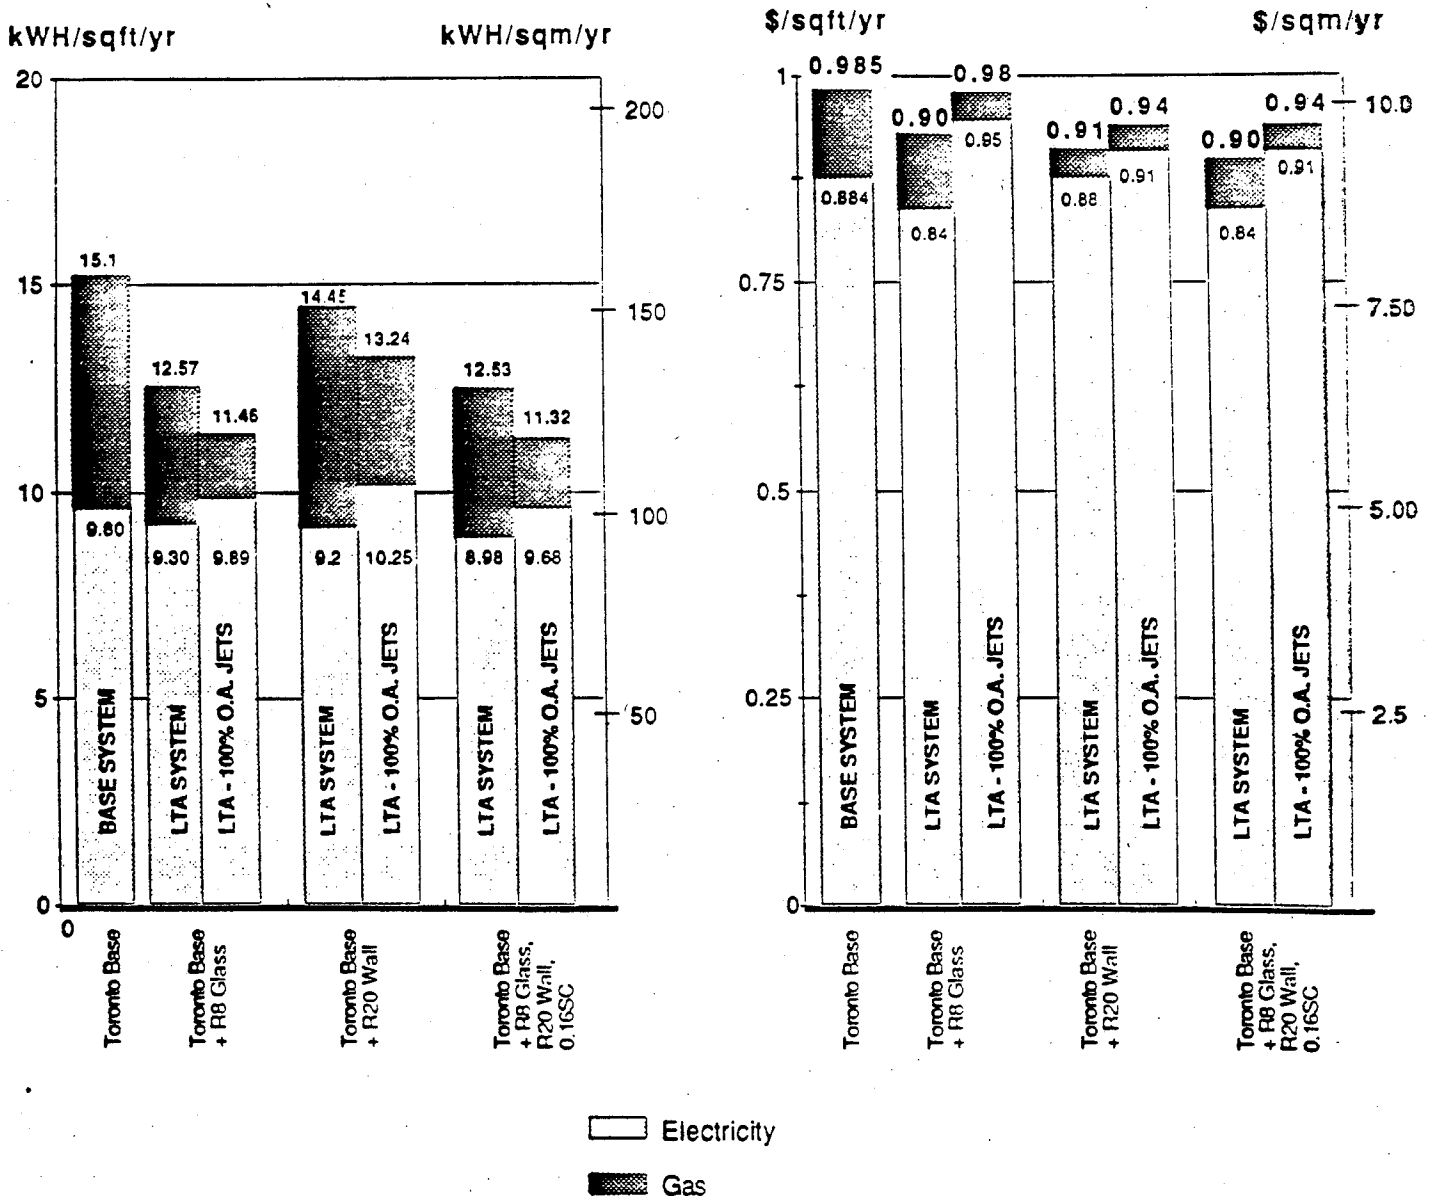 kWH/sqft/yr
kWH/sqm/yr
20
15
10
5
0
0
200
150
100
50
15.1
9.80
12.57
9.30
11.46
9.89
14.45
9.2
13.24
10.25
12.53
8.98
11.32
9.68
BASE SYSTEM
LTA SYSTEM
LTA - 100% O.A. JETS
LTA SYSTEM
LTA - 100% O.A. JETS
LTA SYSTEM
LTA - 100% O.A. JETS
Toronto Base
Toronto Base
+ R8 Glass
Toronto Base
+ R20 Wall
Toronto Base
+ R8 Glass,
R20 Wall,
0.16SC
$/sqft/yr
$/sqm/yr
1
0.75
0.5
0.25
0
10.0
7.50
5.00
2.5
0.985
0.884
0.90
0.84
0.98
0.95
0.91
0.88
0.94
0.91
0.90
0.84
0.94
0.91
BASE SYSTEM
LTA SYSTEM
LTA - 100% O.A. JETS
LTA SYSTEM
LTA - 100% O.A. JETS
LTA SYSTEM
LTA - 100% O.A. JETS
Toronto Base
Toronto Base
+ R8 Glass
Toronto Base
+ R20 Wall
Toronto Base
+ R8 Glass,
R20 Wall,
0.16SC
Electricity
Gas